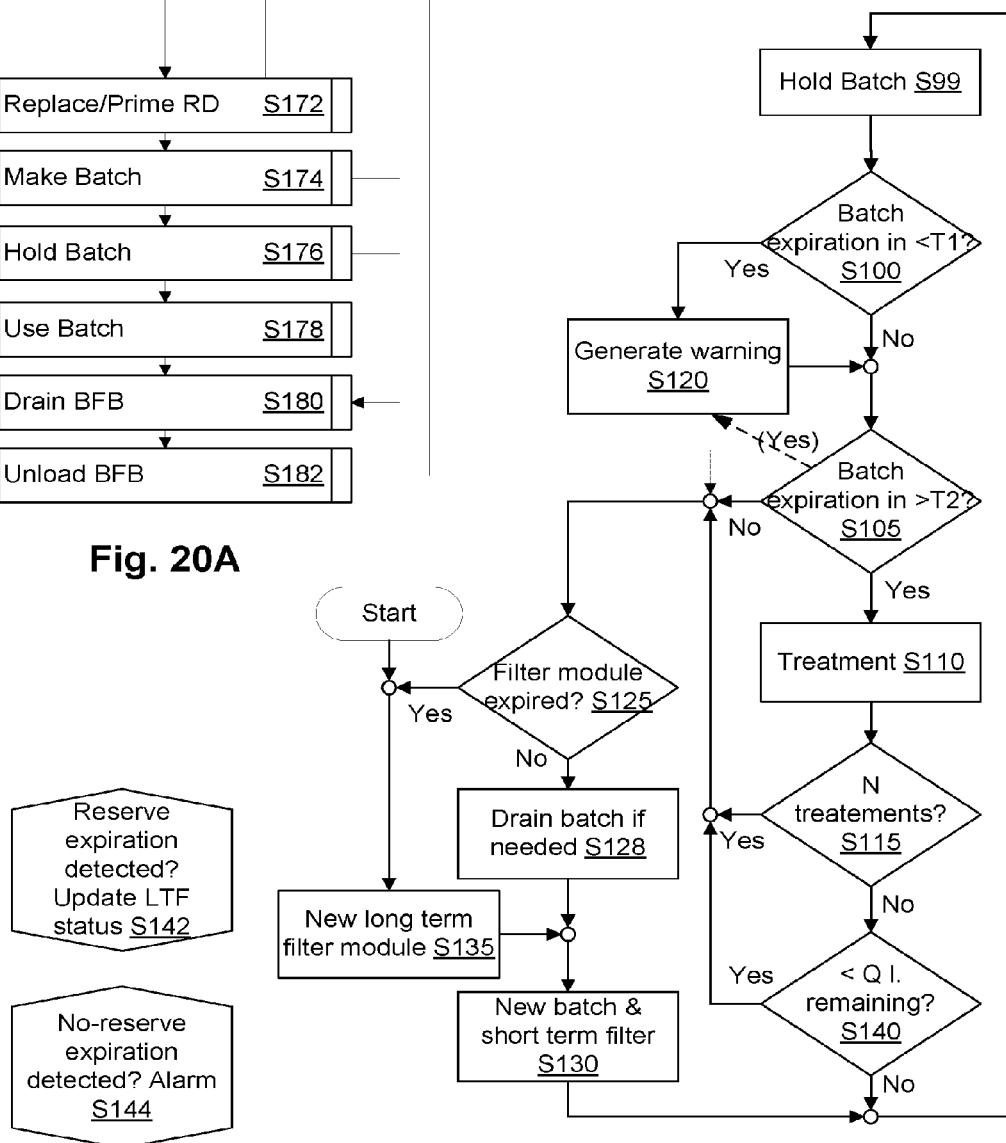 Replace/Prime RD S172
Make Batch S174
Hold Batch S176
Use Batch S178
Drain BFB S180
Unload BFB S182
Fig. 20A
Hold Batch S99
Batch
expiration in <T1?
S100
Yes
No
Generate warning
S120
(Yes)
Batch
expiration in >T2?
S105
No
Yes
Treatment S110
N
treatements?
S115
Yes
No
< Q l.
remaining?
S140
Yes
No
Start
Filter module
expired? S125
Yes
No
Drain batch if
needed S128
New long term
filter module S135
New batch &
short term filter
S130
Reserve
expiration
detected?
Update LTF
status S142
No-reserve
expiration
detected? Alarm
S144